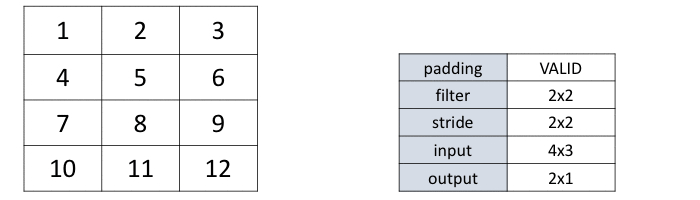 1 2 3
4 5 6
7 8 9
10 11 12
padding VALID
filter 2x2
stride 2x2
input 4x3
output 2x1